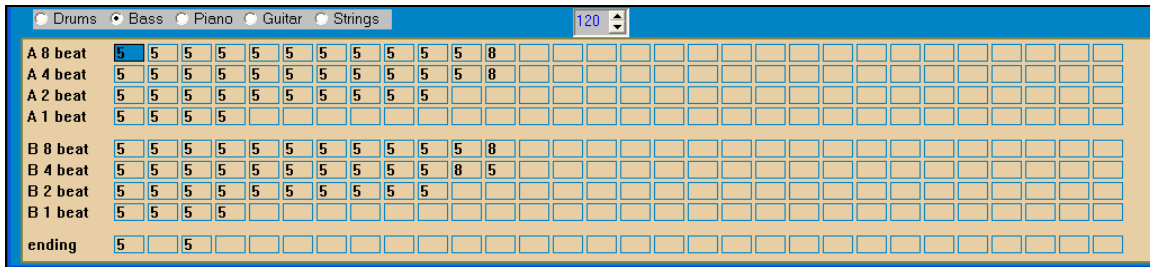 Drums Bass Piano Guitar Strings 120
A 8 beat 5 5 5 5 5 5 5 5 5 5 5 8
A 4 beat 5 5 5 5 5 5 5 5 5 5 5 8
A 2 beat 5 5 5 5 5 5 5 5 5 5
A 1 beat 5 5 5 5
B 8 beat 5 5 5 5 5 5 5 5 5 5 5 8
B 4 beat 5 5 5 5 5 5 5 5 5 5 8 5
B 2 beat 5 5 5 5 5 5 5 5 5 5
B 1 beat 5 5 5 5
ending 5 5